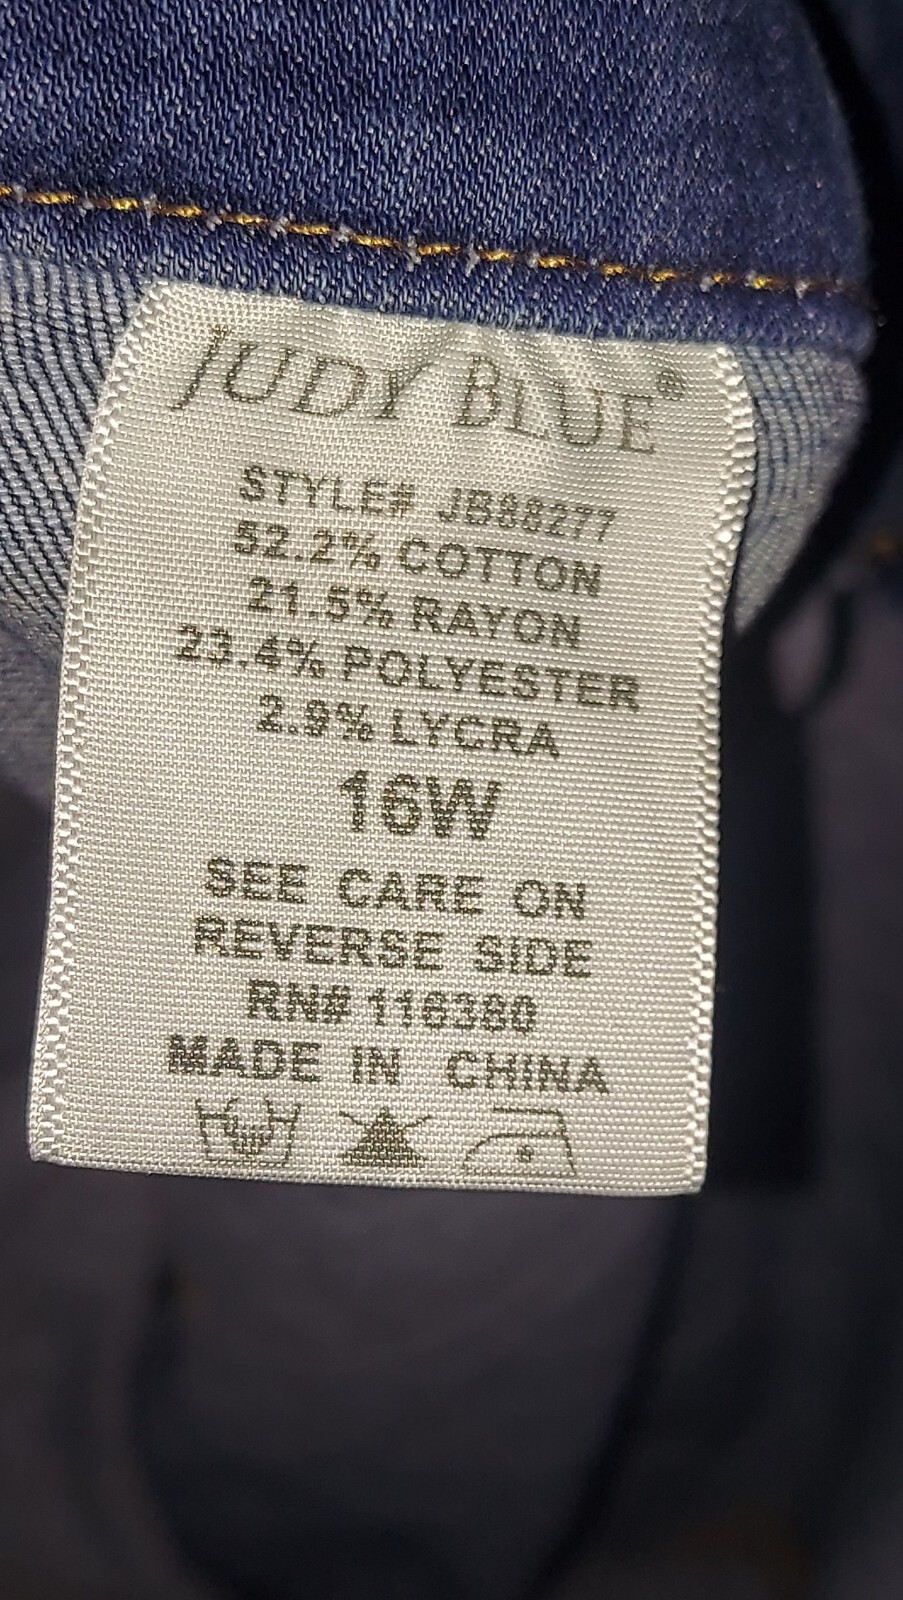 JUDY BLUE®
STYLE# JB88277
52.2% COTTON
21.5% RAYON
23.4% POLYESTER
2.9% LYCRA
16W
SEE CARE ON
REVERSE SIDE
RN# 116380
MADE IN CHINA